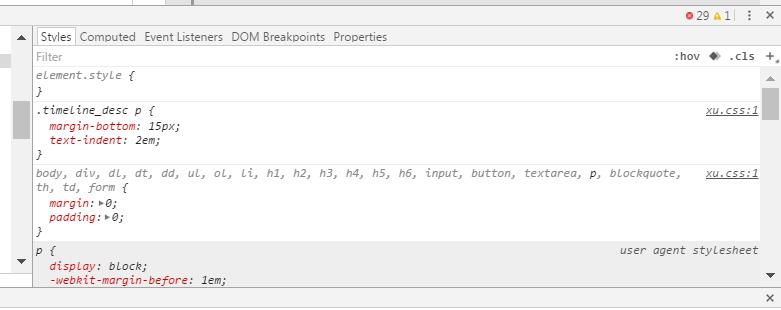 29 1
Styles Computed Event Listeners DOM Breakpoints Properties
Filter :hov .cls +
element.style {
}
.timeline_desc p { xu.css:1
margin-bottom: 15px;
text-indent: 2em;
}
body, div, dl, dt, dd, ul, ol, li, h1, h2, h3, h4, h5, h6, input, button, textarea, p, blockquote, xu.css:1
th, td, form {
margin: 0;
padding: 0;
}
p { user agent stylesheet
display: block;
-webkit-margin-before: 1em;